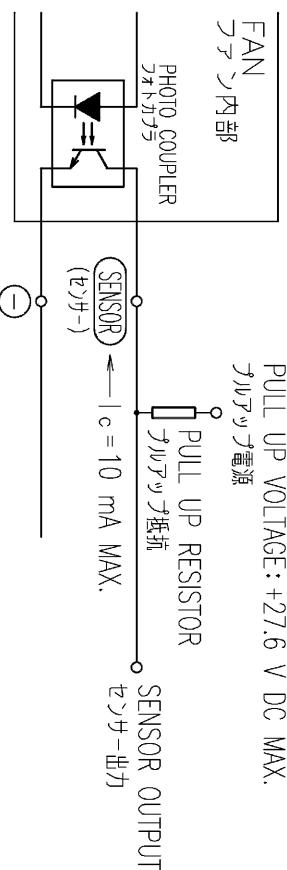 FAN
ファン内部
PHOTO COUPLER
フォトカプラ
SENSOR
(センサー)
−
Ic=10 mA MAX.
PULL UP VOLTAGE:+27.6 V DC MAX.
プルアップ電源
PULL UP RESISTOR
プルアップ抵抗
SENSOR OUTPUT
センサー出力